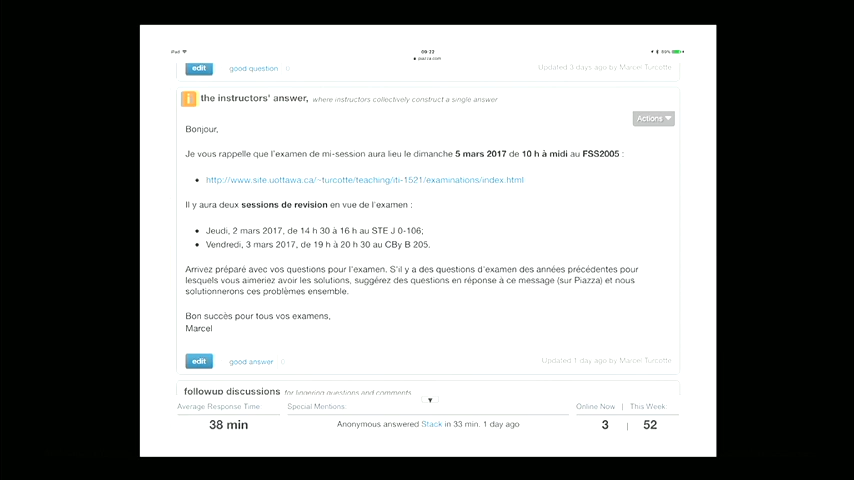 iPad
09:22
piazza.com
99%
edit
good question 0
Updated 3 days ago by Marcel Turcotte
i the instructors' answer, where instructors collectively construct a single answer
Actions
Bonjour,
Je vous rappelle que l'examen de mi-session aura lieu le dimanche 5 mars 2017 de 10 h à midi au FSS2005 :
http://www.site.uottawa.ca/~turcotte/teaching/iti-1521/examinations/index.html
Il y aura deux sessions de revision en vue de l'examen :
Jeudi, 2 mars 2017, de 14 h 30 à 16 h au STE J 0-106;
Vendredi, 3 mars 2017, de 19 h à 20 h 30 au CBy B 205.
Arrivez préparé avec vos questions pour l'examen. S'il y a des questions d'examen des années précédentes pour
lesquels vous aimeriez avoir les solutions, suggérez des questions en réponse à ce message (sur Piazza) et nous
solutionnerons ces problèmes ensemble.
Bon succès pour tous vos examens,
Marcel
edit
good answer 0
Updated 1 day ago by Marcel Turcotte
followup discussions for lingering questions and comments
Average Response Time:
Special Mentions:
Online Now | This Week:
38 min
Anonymous answered Stack in 33 min. 1 day ago
3 | 52